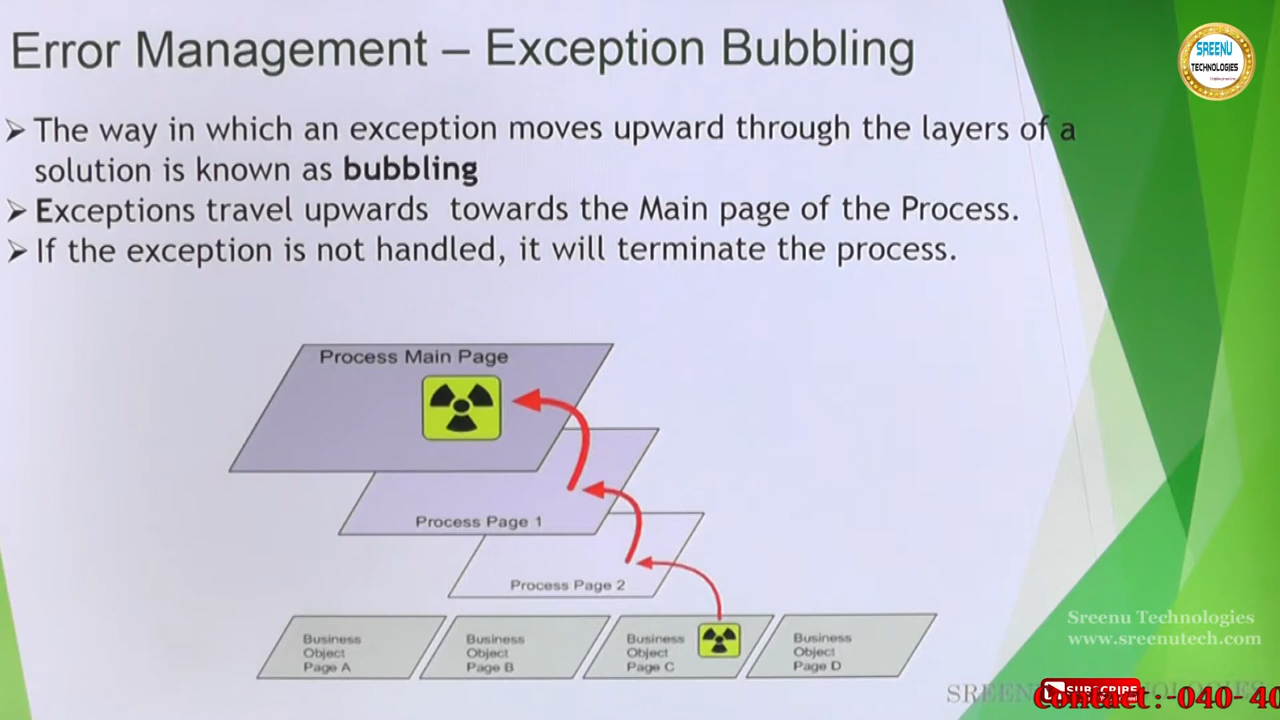 Error Management – Exception Bubbling
SREENU
TECHNOLOGIES
➢ The way in which an exception moves upward through the layers of a
solution is known as bubbling
➢ Exceptions travel upwards towards the Main page of the Process.
➢ If the exception is not handled, it will terminate the process.
Process Main Page
Process Page 1
Process Page 2
Business
Object
Page A
Business
Object
Page B
Business
Object
Page C
Business
Object
Page D
Sreenu Technologies
www.sreenutech.com
SUBSCRIBE
Contact:-040-40